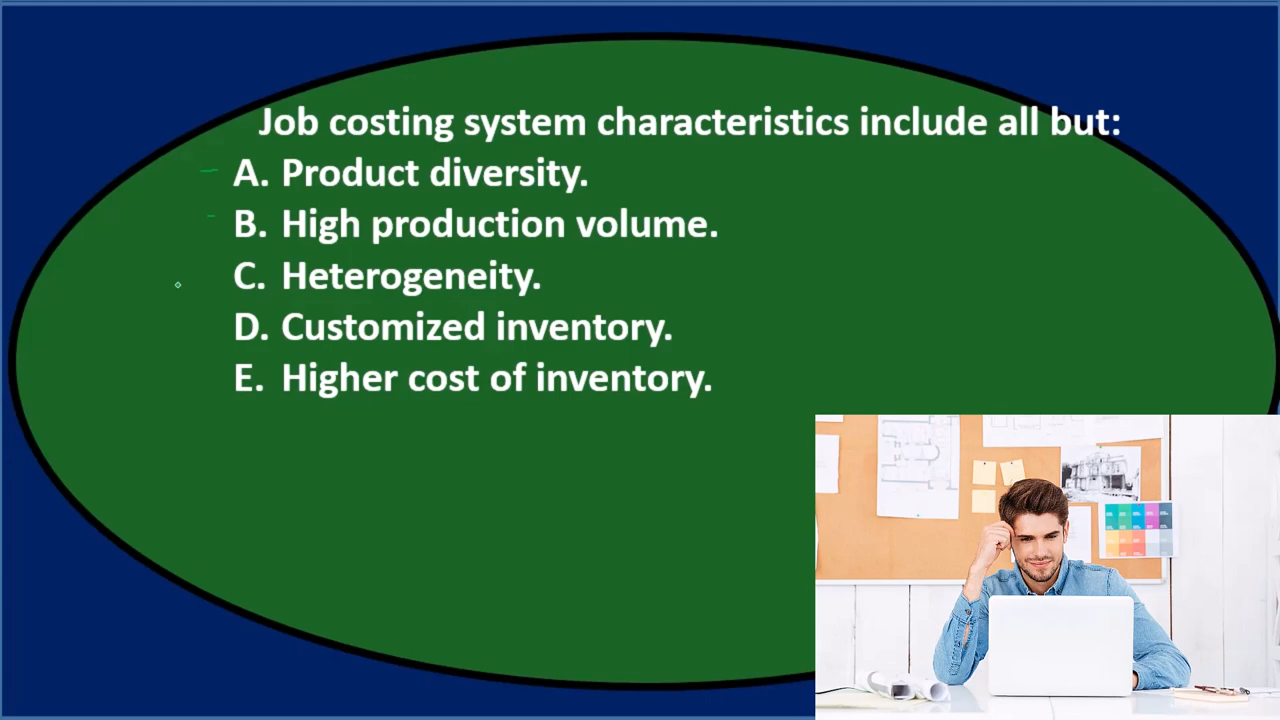 Job costing system characteristics include all but:
A. Product diversity.
B. High production volume.
C. Heterogeneity.
D. Customized inventory.
E. Higher cost of inventory.